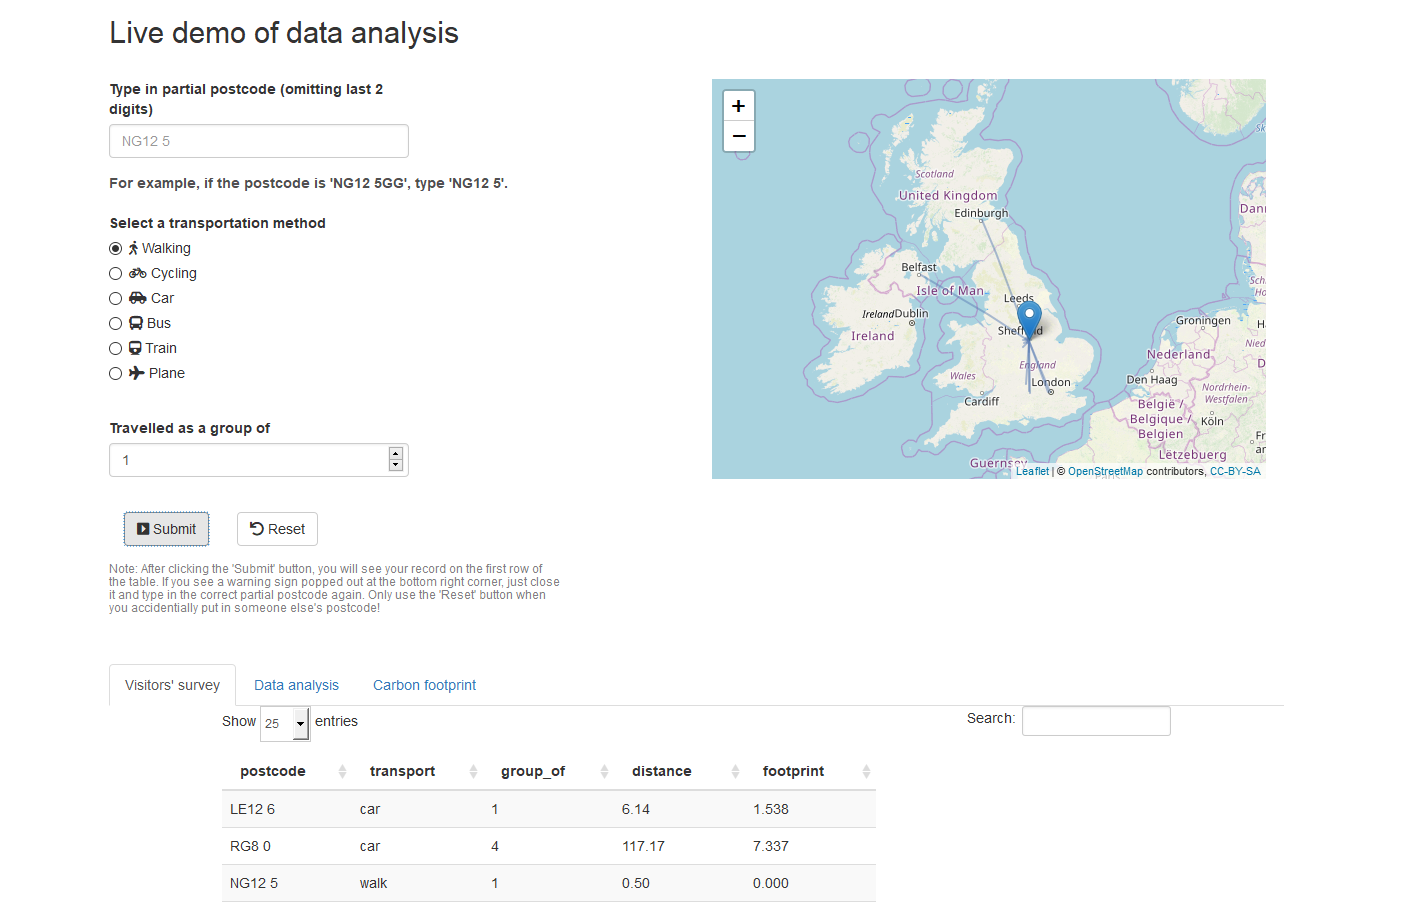 Live demo of data analysis
Type in partial postcode (omitting last 2
digits)
NG12 5
For example, if the postcode is 'NG12 5GG', type 'NG12 5'.
Select a transportation method
Walking
Cycling
Car
Bus
Train
Plane
Travelled as a group of
1
Submit
Reset
Note: After clicking the 'Submit' button, you will see your record on the first row of
the table. If you see a warning sign popped out at the bottom right corner, just close
it and type in the correct partial postcode again. Only use the 'Reset' button when
you accidentially put in someone else's postcode!
+
−
Scotland
United Kingdom
Edinburgh
Belfast
Isle of Man
Leeds
Ireland
Dublin
Ireland
Sheffield
England
Wales
London
Cardiff
Guernsey
Groningen
Nederland
Den Haag
Nordrhein-
Westfalen
België /
Belgique /
Belgien
Köln
Lëtzebuerg
Leaflet | © OpenStreetMap contributors, CC-BY-SA
Visitors' survey
Data analysis
Carbon footprint
Show 25 entries
Search:
postcode transport group_of distance footprint
LE12 6 car 1 6.14 1.538
RG8 0 car 4 117.17 7.337
NG12 5 walk 1 0.50 0.000